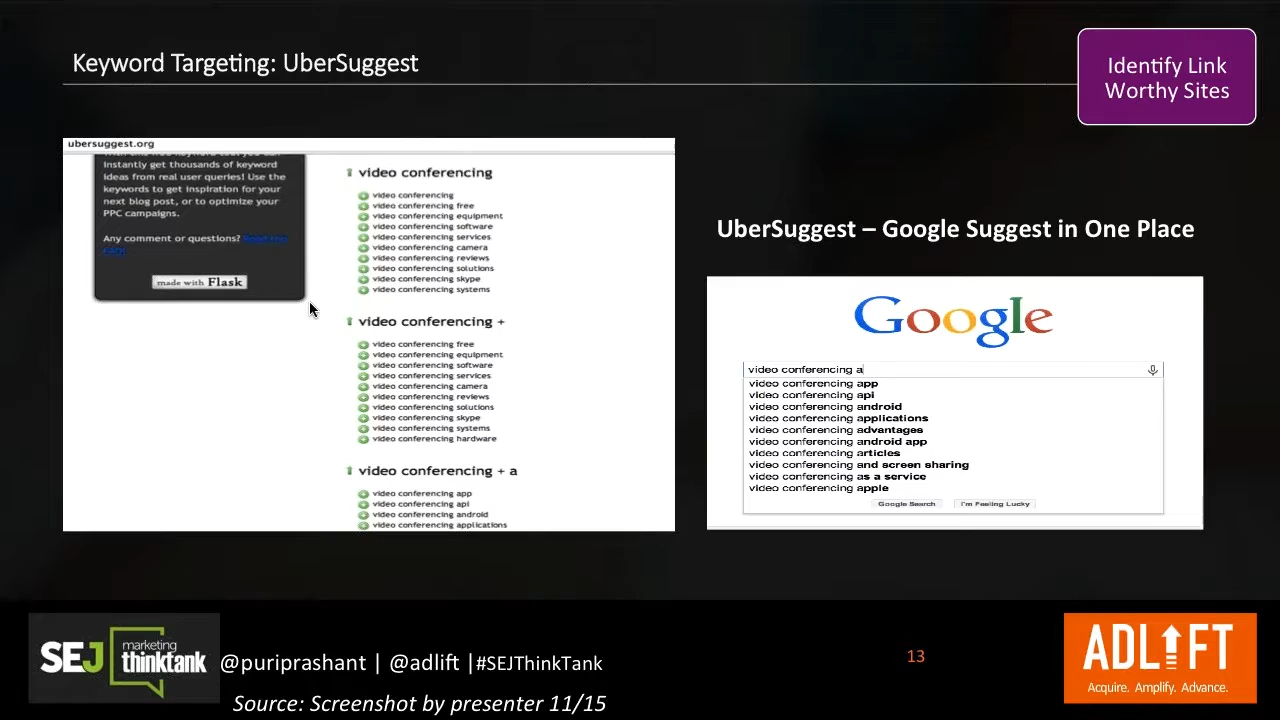 Keyword Targeting: UberSuggest
Identify Link
Worthy Sites
ubersuggest.org
instantly get thousands of keyword
ideas from real user queries! Use the
keywords to get inspiration for your
next blog post, or to optimize your
PPC campaigns.
Any comment or questions?
made with Flask
video conferencing
video conferencing
video conferencing free
video conferencing equipment
video conferencing software
video conferencing services
video conferencing camera
video conferencing reviews
video conferencing solutions
video conferencing skype
video conferencing systems
video conferencing +
video conferencing free
video conferencing equipment
video conferencing software
video conferencing services
video conferencing camera
video conferencing reviews
video conferencing solutions
video conferencing skype
video conferencing systems
video conferencing hardware
video conferencing + a
video conferencing app
video conferencing api
video conferencing android
video conferencing applications
UberSuggest – Google Suggest in One Place
Google
video conferencing a
video conferencing app
video conferencing api
video conferencing android
video conferencing applications
video conferencing advantages
video conferencing android app
video conferencing articles
video conferencing and screen sharing
video conferencing as a service
video conferencing apple
Google Search I'm Feeling Lucky
SEJ marketing
thinktank
@puriprashant | @adlift |#SEJThinkTank
Source: Screenshot by presenter 11/15
13
ADLIFT
Acquire. Amplify. Advance.